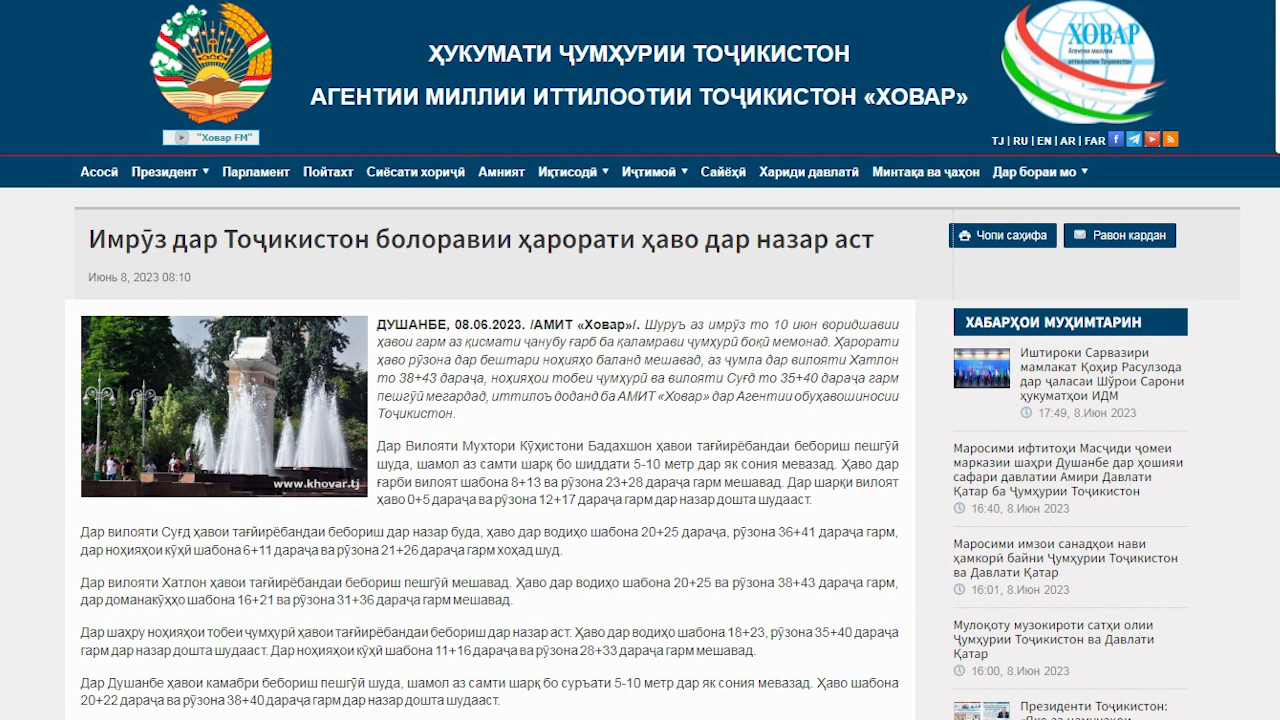 ҲУКУМАТИ ҶУМҲУРИИ ТОҶИКИСТОН
АГЕНТИИ МИЛЛИИ ИТТИЛООТИИ ТОҶИКИСТОН «ХОВАР»
"Ховар FM"
ХОВАР
Агентии миллии
иттилоотии Тоҷикистон
TJ | RU | EN | AR | FAR
Асосӣ Президент Парламент Пойтахт Сиёсати хориҷӣ Амният Иқтисодӣ Иҷтимоӣ Сайёҳӣ Хариди давлатӣ Минтақа ва ҷаҳон Дар бораи мо
Имрӯз дар Тоҷикистон болоравии ҳарорати ҳаво дар назар аст
Июнь 8, 2023 08:10
Чопи саҳифа
Равон кардан
www.khovar.tj
ДУШАНБЕ, 08.06.2023. /АМИТ «Ховар»/. Шуруъ аз имрӯз то 10 июн воридшавии
ҳавои гарм аз қисмати ҷанубу ғарб ба қаламрави ҷумҳурӣ боқӣ мемонад. Ҳарорати
ҳаво рӯзона дар бештари ноҳияҳо баланд мешавад, аз ҷумла дар вилояти Хатлон
то 38+43 дараҷа, ноҳияҳои тобеи ҷумҳурӣ ва вилояти Суғд то 35+40 дараҷа гарм
пешгӯӣ мегардад, иттилоъ доданд ба АМИТ «Ховар» дар Агентии обуҳавошиносии
Тоҷикистон.
Дар Вилояти Мухтори Кӯҳистони Бадахшон ҳавои тағйирёбандаи бебориш пешгӯӣ
шуда, шамол аз самти шарқ бо шиддати 5-10 метр дар як сония мевазад. Ҳаво дар
ғарби вилоят шабона 8+13 ва рӯзона 23+28 дараҷа гарм мешавад. Дар шарқи вилоят
ҳаво 0+5 дараҷа ва рӯзона 12+17 дараҷа гарм дар назар дошта шудааст.
Дар вилояти Суғд ҳавои тағйирёбандаи бебориш дар назар буда, ҳаво дар водиҳо шабона 20+25 дараҷа, рӯзона 36+41 дараҷа гарм,
дар ноҳияҳои кӯҳӣ шабона 6+11 дараҷа ва рӯзона 21+26 дараҷа гарм хоҳад шуд.
Дар вилояти Хатлон ҳавои тағйирёбандаи бебориш пешгӯӣ мешавад. Ҳаво дар водиҳо шабона 20+25 ва рӯзона 38+43 дараҷа гарм,
дар доманакӯҳҳо шабона 16+21 ва рӯзона 31+36 дараҷа гарм мешавад.
Дар шаҳру ноҳияҳои тобеи ҷумҳурӣ ҳавои тағйирёбандаи бебориш дар назар аст. Ҳаво дар водиҳо шабона 18+23, рӯзона 35+40 дараҷа
гарм дар назар дошта шудааст. Дар ноҳияҳои кӯҳӣ шабона 11+16 дараҷа ва рӯзона 28+33 дараҷа гарм мешавад.
Дар Душанбе ҳавои камабри бебориш пешгӯӣ шуда, шамол аз самти шарқ бо суръати 5-10 метр дар як сония мевазад. Ҳаво шабона
20+22 дараҷа ва рӯзона 38+40 дараҷа гарм дар назар дошта шудааст.
ХАБАРҲОИ МУҲИМТАРИН
Иштироки Сарвазири
мамлакат Қоҳир Расулзода
дар ҷаласаи Шӯрои Сарони
ҳукуматҳои ИДМ
17:49, 8.Июн 2023
Маросими ифтитоҳи Масҷиди ҷомеи
марказии шаҳри Душанбе дар ҳошияи
сафари давлатии Амири Давлати
Қатар ба Ҷумҳурии Тоҷикистон
16:40, 8.Июн 2023
Маросими имзои санадҳои нави
ҳамкорӣ байни Ҷумҳурии Тоҷикистон
ва Давлати Қатар
16:01, 8.Июн 2023
Мулоқоту музокироти сатҳи олии
Ҷумҳурии Тоҷикистон ва Давлати
Қатар
16:00, 8.Июн 2023
Президенти Тоҷикистон: